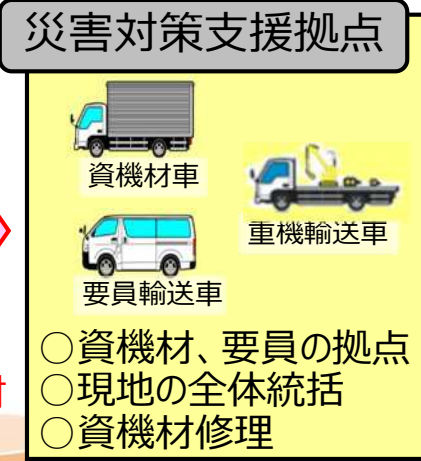 災害対策支援拠点
資機材車
重機輸送車
要員輸送車
○資機材、要員の拠点
○現地の全体統括
○資機材修理